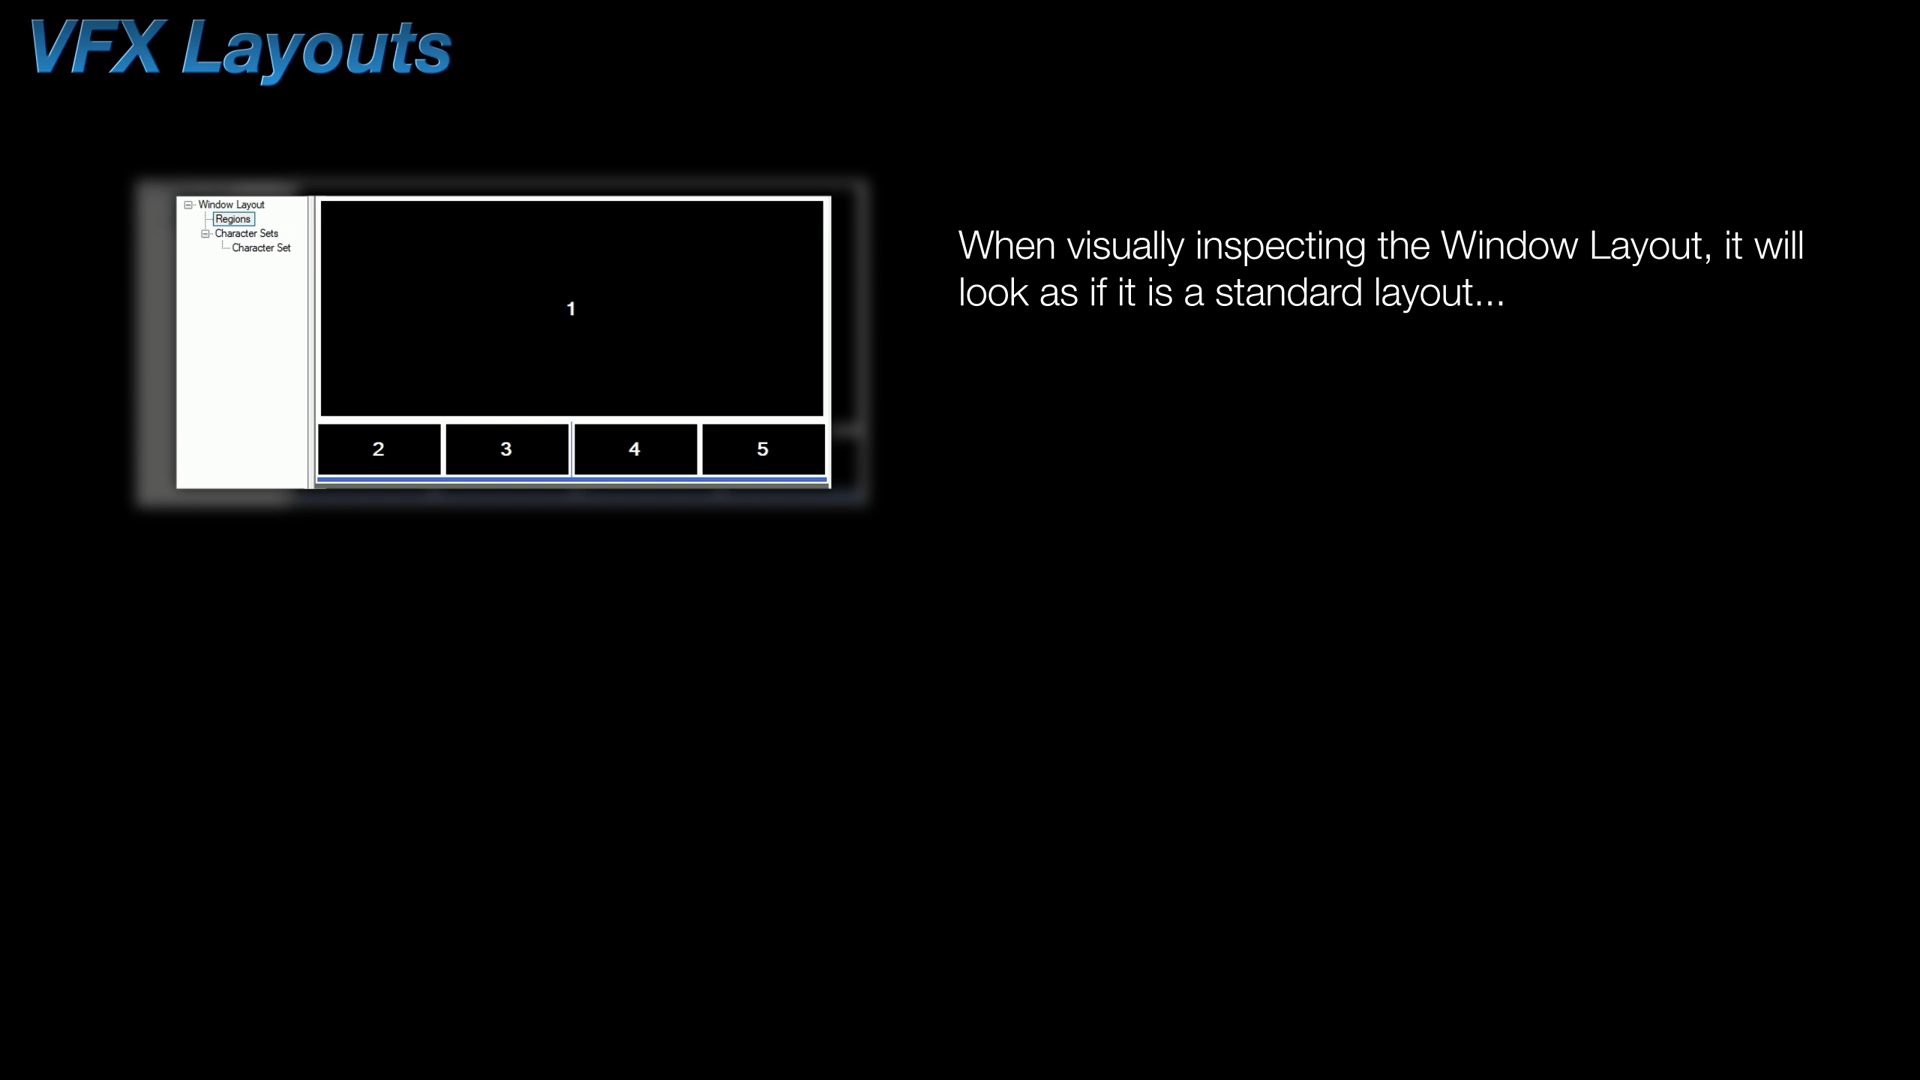 VFX Layouts
Window Layout
Regions
Character Sets
Character Set
1
2 3 4 5
When visually inspecting the Window Layout, it will
look as if it is a standard layout...